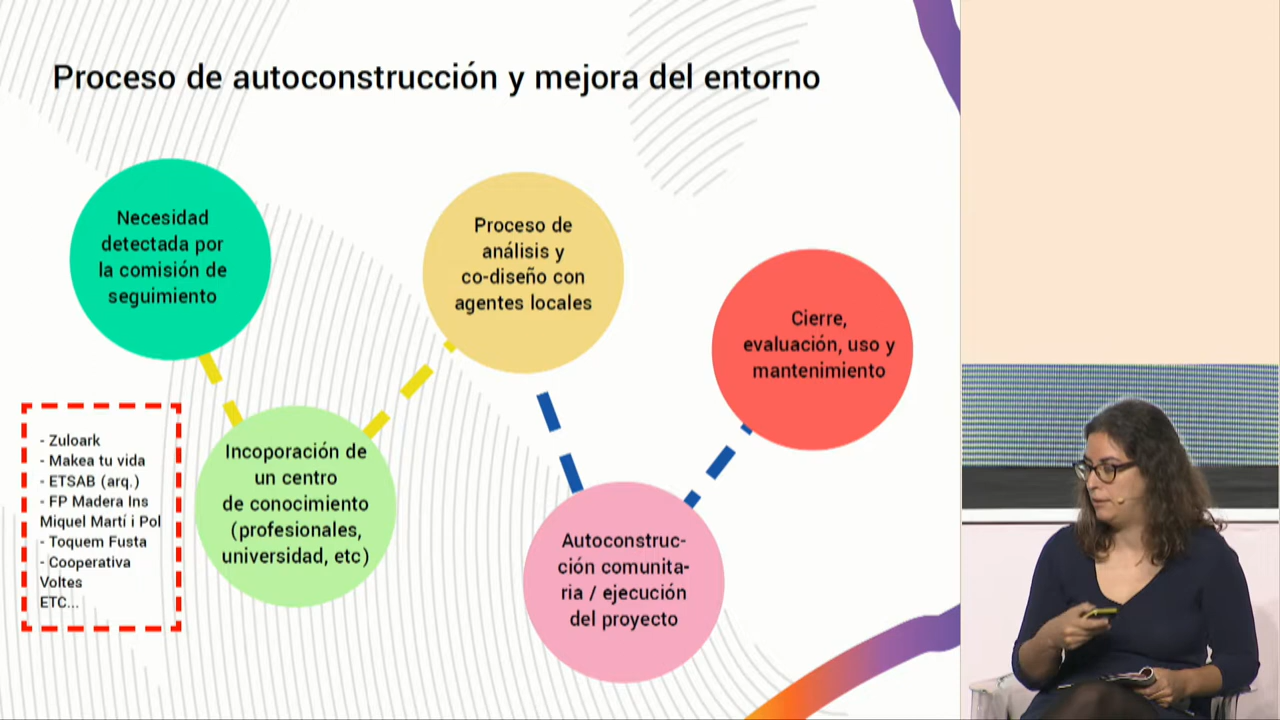 Proceso de autoconstrucción y mejora del entorno
Necesidad
detectada por
la comisión de
seguimiento
- Zuloark
- Makea tu vida
- ETSAB (arq.)
- FP Madera Ins
Miquel Martí i Pol
- Toquem Fusta
- Cooperativa
Voltes
ETC...
Incoporación de
un centro
de conocimiento
(profesionales,
universidad, etc)
Proceso de
análisis y
co-diseño con
agentes locales
Autoconstruc-
ción comunita-
ria / ejecución
del proyecto
Cierre,
evaluación, uso y
mantenimiento